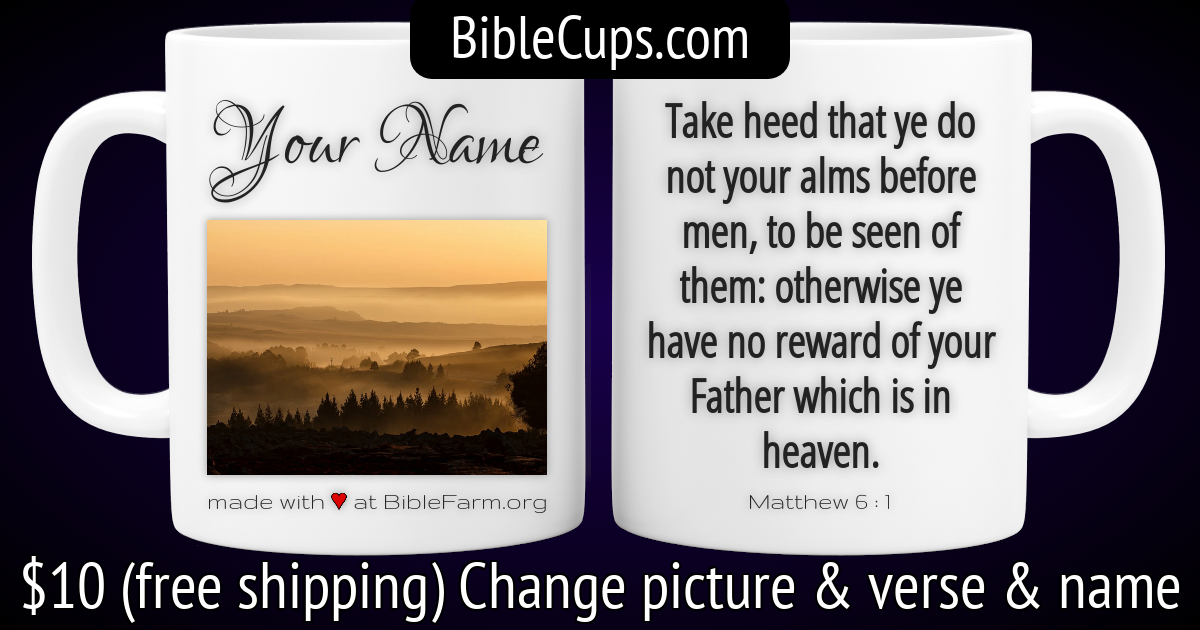 BibleCups.com
Your Name
made with ♥ at BibleFarm.org
Take heed that ye do
not your alms before
men, to be seen of
them: otherwise ye
have no reward of your
Father which is in
heaven.
Matthew 6 : 1
$10 (free shipping) Change picture & verse & name